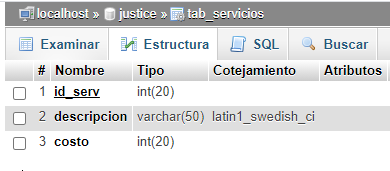 localhost » justice » tab_servicios
Examinar Estructura SQL Buscar
# Nombre Tipo Cotejamiento Atributos
1 id_serv int(20)
2 descripcion varchar(50) latin1_swedish_ci
3 costo int(20)